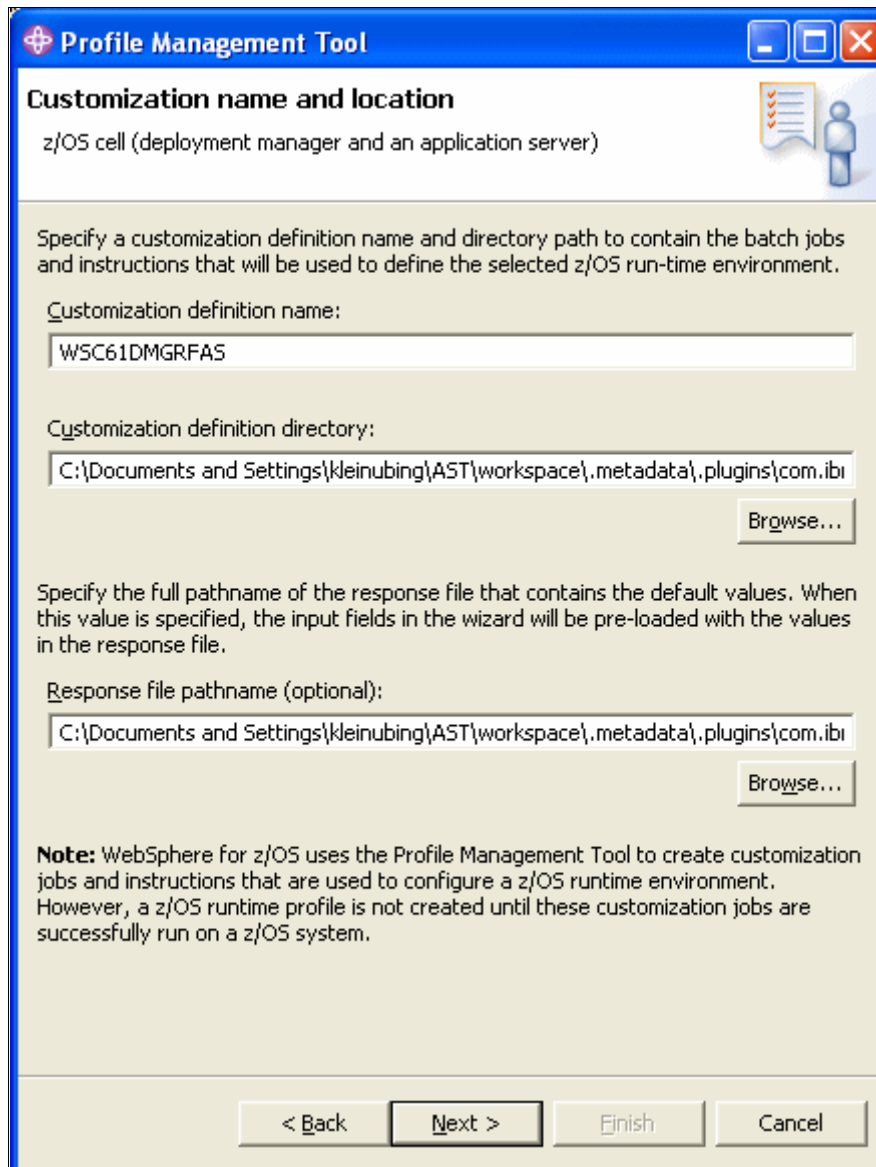 Profile Management Tool
Customization name and location
z/OS cell (deployment manager and an application server)
Specify a customization definition name and directory path to contain the batch jobs
and instructions that will be used to define the selected z/OS run-time environment.
Customization definition name:
WSC61DMGRFAS
Customization definition directory:
C:\Documents and Settings\kleinubing\AST\workspace\.metadata\.plugins\com.ib
Browse...
Specify the full pathname of the response file that contains the default values. When
this value is specified, the input fields in the wizard will be pre-loaded with the values
in the response file.
Response file pathname (optional):
C:\Documents and Settings\kleinubing\AST\workspace\.metadata\.plugins\com.ib
Browse...
Note: WebSphere for z/OS uses the Profile Management Tool to create customization
jobs and instructions that are used to configure a z/OS runtime environment.
However, a z/OS runtime profile is not created until these customization jobs are
successfully run on a z/OS system.
< Back Next > Finish Cancel